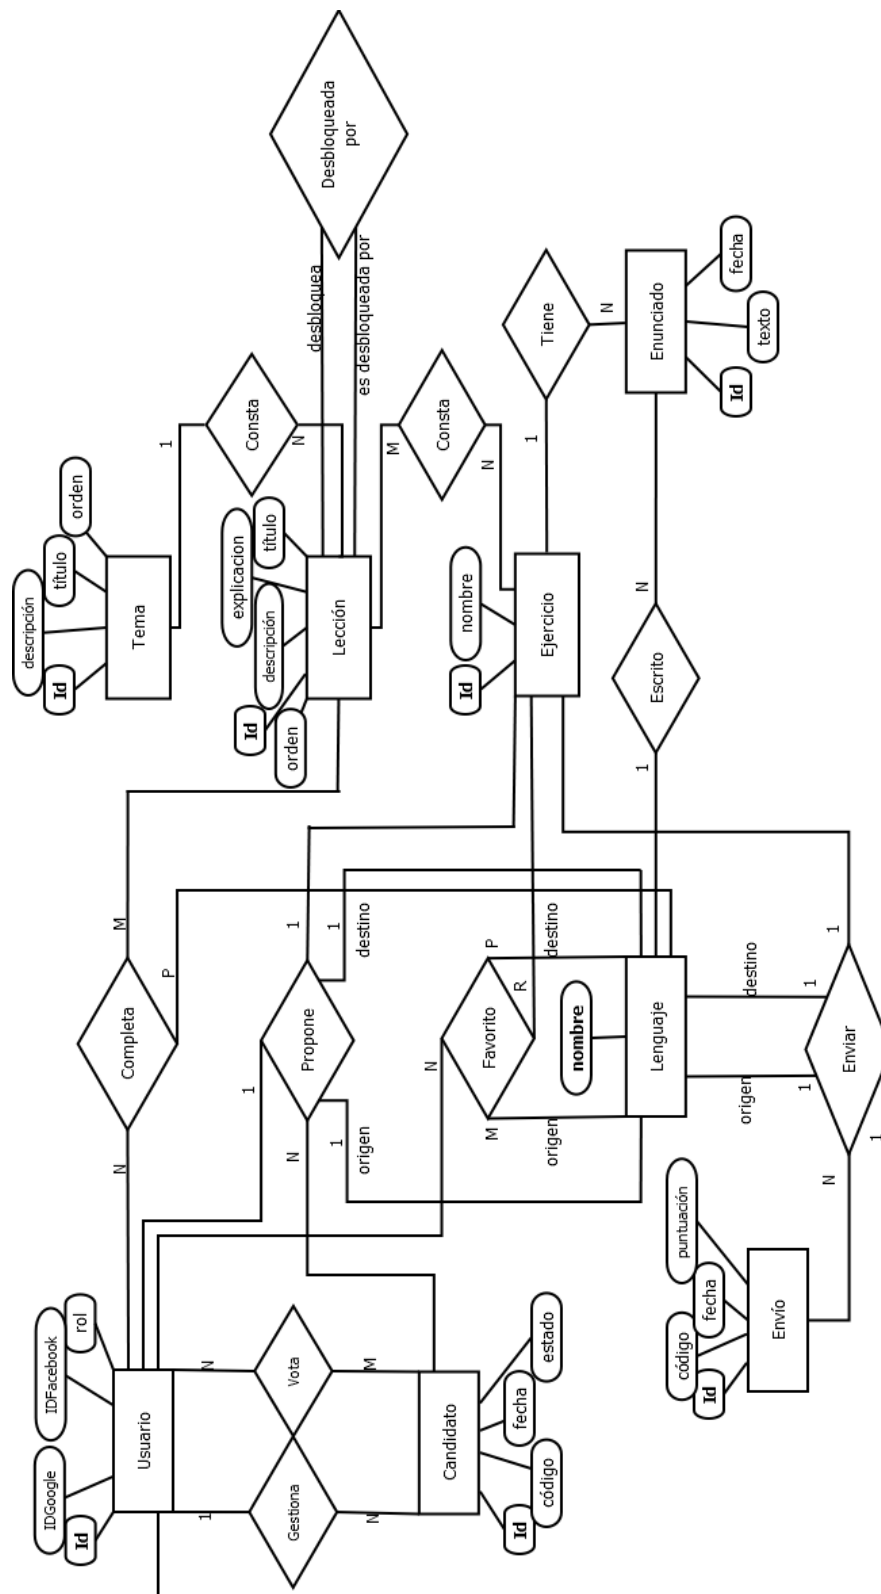 Desbloqueada
por
desbloquea
es desbloqueada por
Tiene
N
1
Enunciado
fecha
texto
Id
Consta
1
N
Consta
M
N
orden
título
descripción
Id
Tema
explicacion
título
descripción
Id
orden
Lección
nombre
Id
Ejercicio
N
Escrito
1
M
Completa
P
N
1
1
destino
Propone
1
N
1
origen
P
destino
R
Favorito
N
M
origen
nombre
Lenguaje
1
destino
1
Enviar
1
origen
1
N
puntuación
fecha
código
Id
Envío
rol
IDFacebook
IDGoogle
Id
Usuario
N
Vota
M
1
Gestiona
N
Candidato
estado
fecha
código
Id